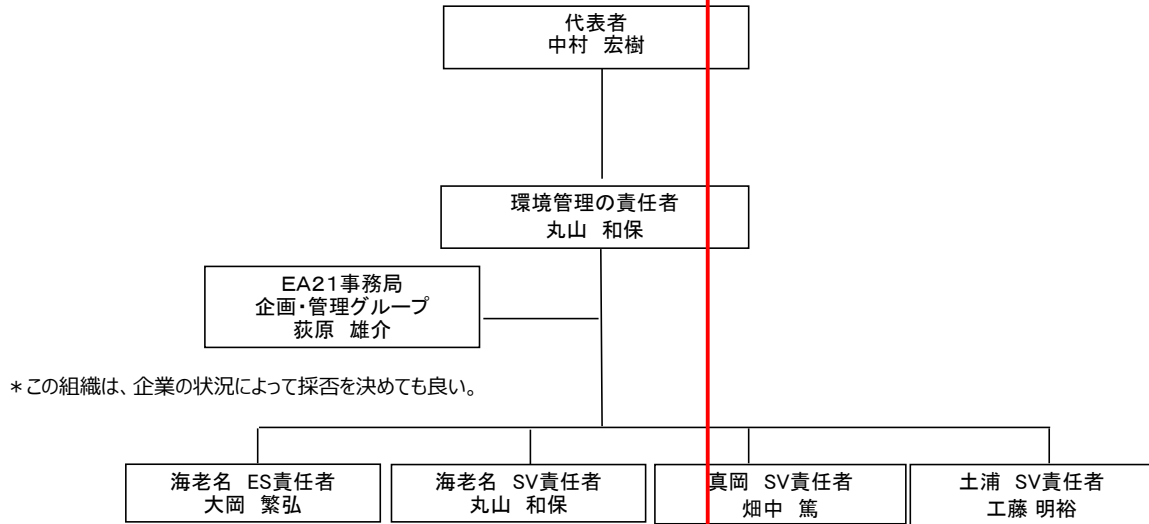 代表者
中村　宏樹
環境管理の責任者
丸山　和保
EA21事務局
企画・管理グループ
荻原　雄介
＊この組織は、企業の状況によって採否を決めても良い。
海老名　ES責任者
大岡　繁弘
海老名　SV責任者
丸山　和保
真岡　SV責任者
畑中　篤
土浦　SV責任者
工藤 明裕